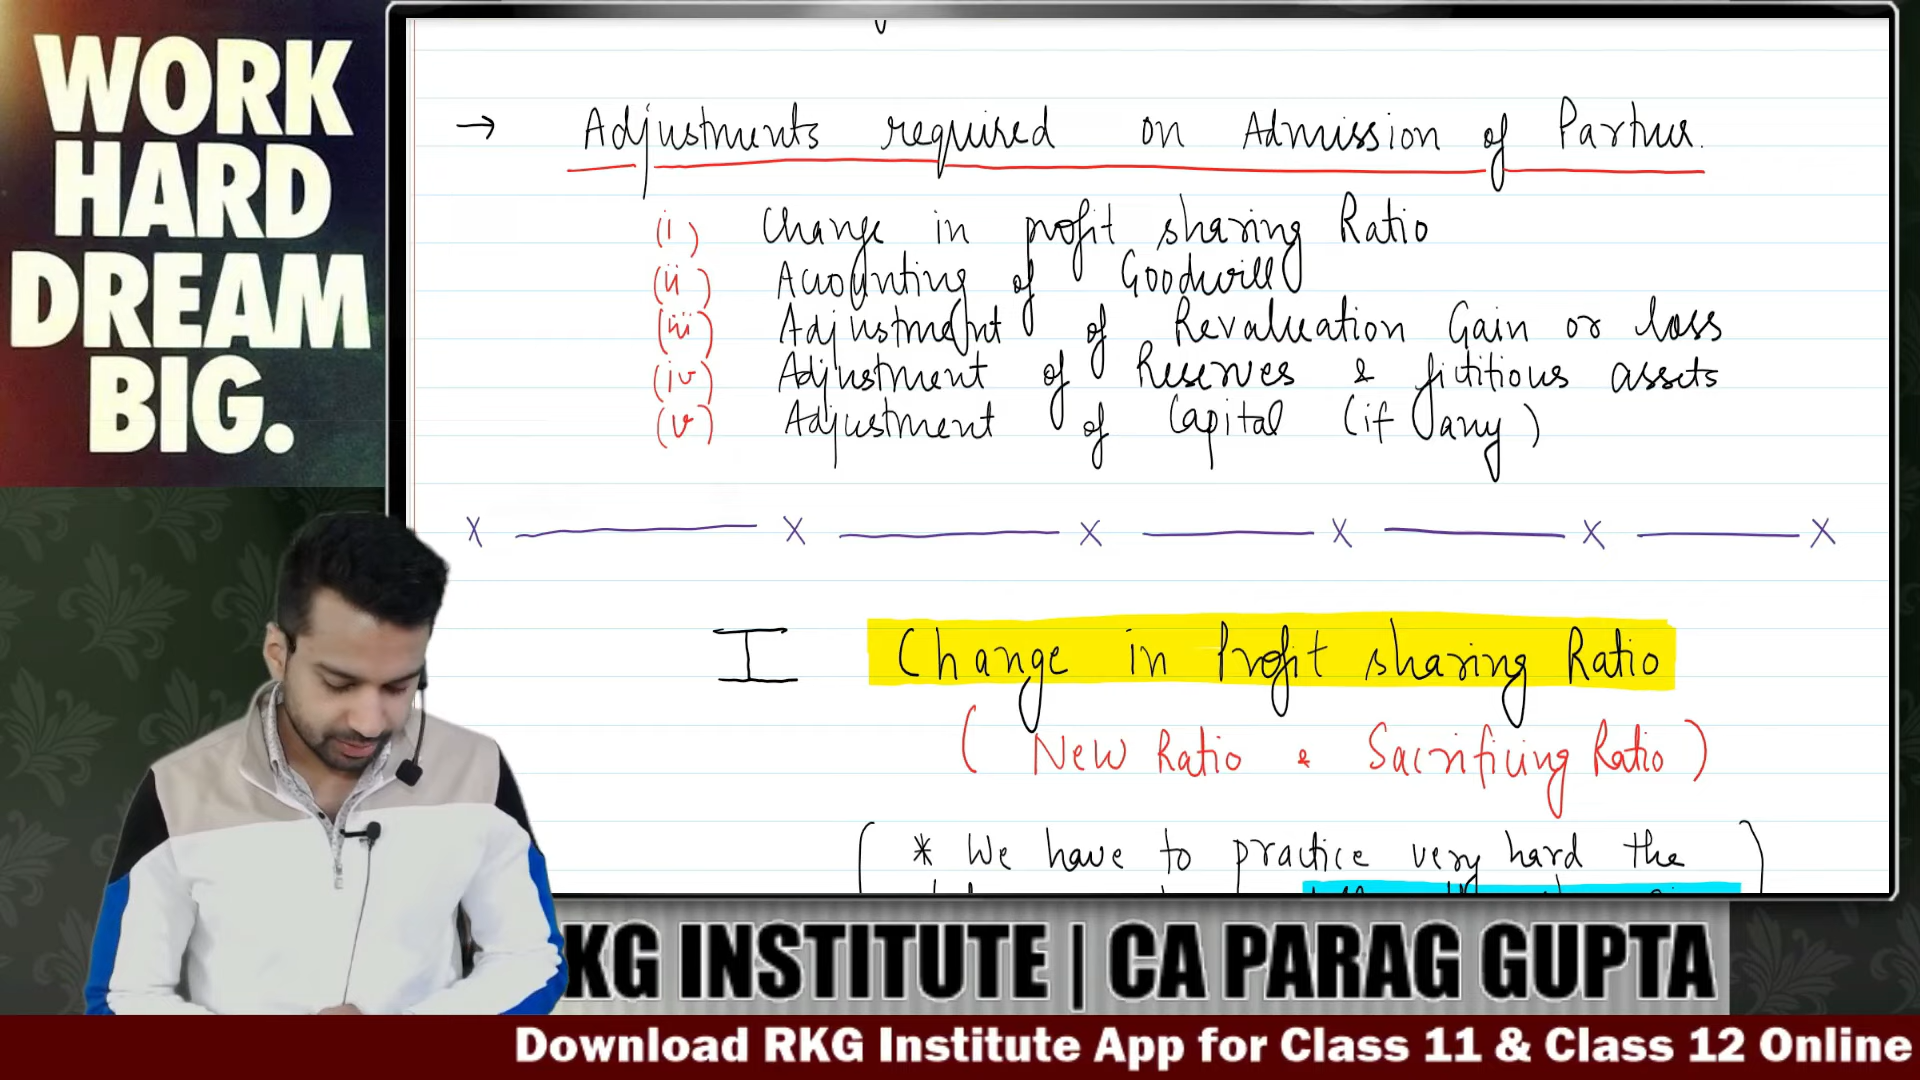 WORK
HARD
DREAM
BIG.
→ Adjustments required on Admission of Partner.
(i) Change in profit sharing Ratio
(ii) Accounting of Goodwill
(iii) Adjustment of Revaluation Gain or loss
(iv) Adjustment of Reserves & fictitious assets
(v) Adjustment of Capital (if any)
X X X X X X
I Change in Profit sharing Ratio
( New Ratio & Sacrificing Ratio )
* We have to practice very hard the
KG INSTITUTE | CA PARAG GUPTA
Download RKG Institute App for Class 11 & Class 12 Online